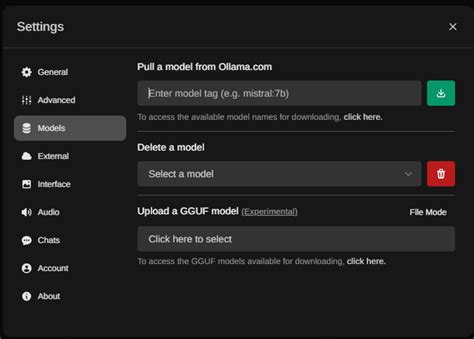 Settings
General
Advanced
Models
External
Interface
Audio
Chats
Account
About
Pull a model from Ollama.com
Enter model tag (e.g. mistral:7b)
To access the available model names for downloading, click here.
Delete a model
Select a model
Upload a GGUF model (Experimental) File Mode
Click here to select
To access the GGUF models available for downloading, click here.